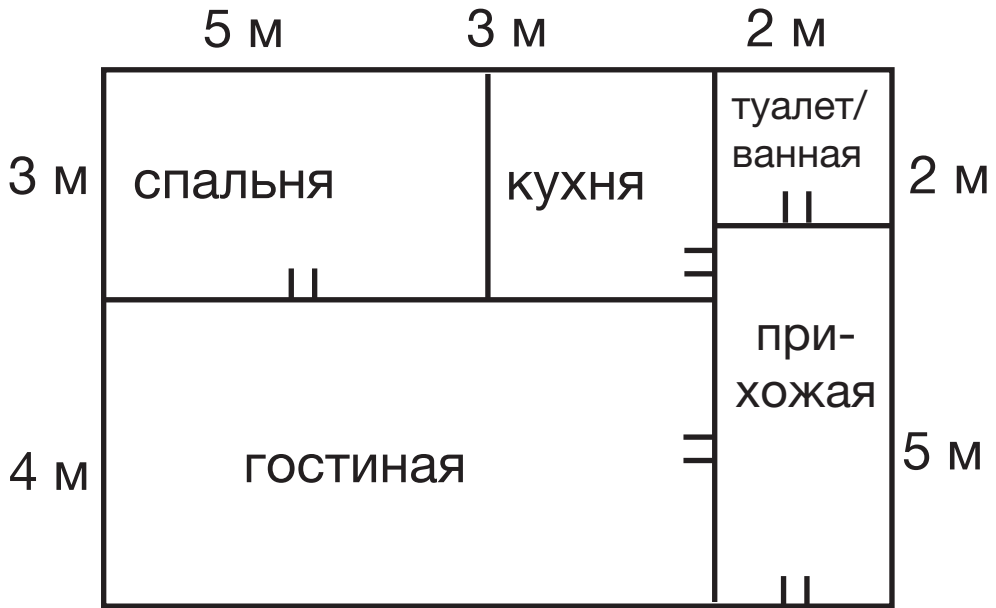 5 м 3 м 2 м
туалет/
ванная
3 м спальня кухня 2 м
при-
хожая
4 м гостиная 5 м